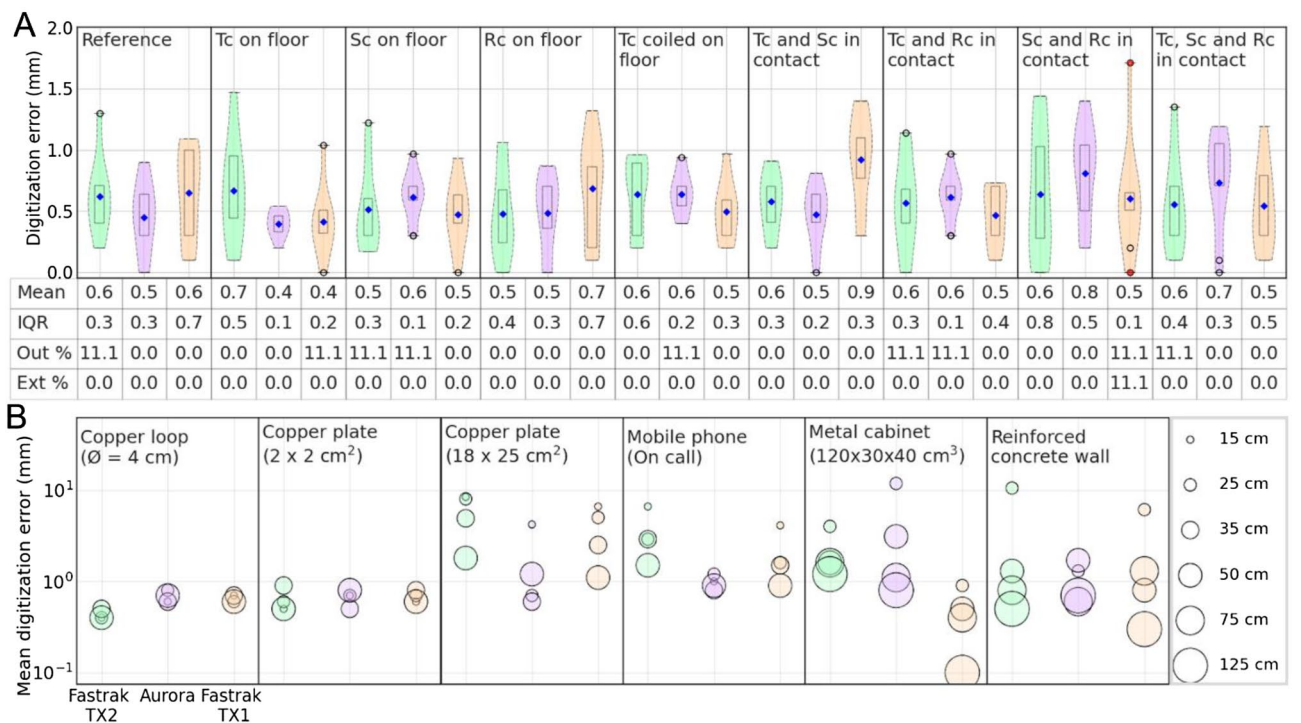 A
2.0
1.5
1.0
0.5
0.0
Digitization error (mm)
Reference
Tc on floor
Sc on floor
Rc on floor
Tc coiled on
floor
Tc and Sc in
contact
Tc and Rc in
contact
Sc and Rc in
contact
Tc, Sc and Rc
in contact
Mean 0.6 0.5 0.6 0.7 0.4 0.4 0.5 0.6 0.5 0.5 0.5 0.7 0.6 0.6 0.5 0.6 0.5 0.9 0.6 0.6 0.5 0.6 0.8 0.5 0.6 0.7 0.5
IQR 0.3 0.3 0.7 0.5 0.1 0.2 0.3 0.1 0.2 0.4 0.3 0.7 0.6 0.2 0.3 0.3 0.2 0.3 0.3 0.1 0.4 0.8 0.5 0.1 0.4 0.3 0.5
Out % 11.1 0.0 0.0 0.0 0.0 11.1 11.1 11.1 0.0 0.0 0.0 0.0 0.0 11.1 0.0 0.0 0.0 0.0 11.1 11.1 0.0 0.0 0.0 11.1 11.1 0.0 0.0
Ext % 0.0 0.0 0.0 0.0 0.0 0.0 0.0 0.0 0.0 0.0 0.0 0.0 0.0 0.0 0.0 0.0 0.0 0.0 0.0 0.0 0.0 0.0 0.0 11.1 0.0 0.0 0.0
B
Mean digitization error (mm)
10¹
10⁰
10⁻¹
Copper loop
(Ø = 4 cm)
Copper plate
(2 x 2 cm²)
Copper plate
(18 x 25 cm²)
Mobile phone
(On call)
Metal cabinet
(120x30x40 cm³)
Reinforced
concrete wall
15 cm
25 cm
35 cm
50 cm
75 cm
125 cm
Fastrak
TX2
Aurora
Fastrak
TX1